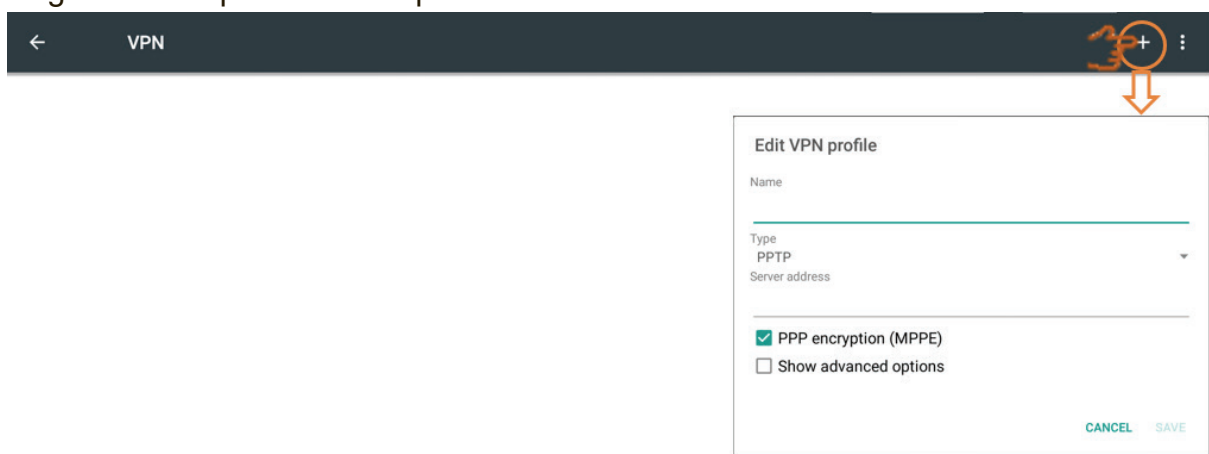 VPN
Edit VPN profile
Name
Type
PPTP
Server address
PPP encryption (MPPE)
Show advanced options
CANCEL SAVE